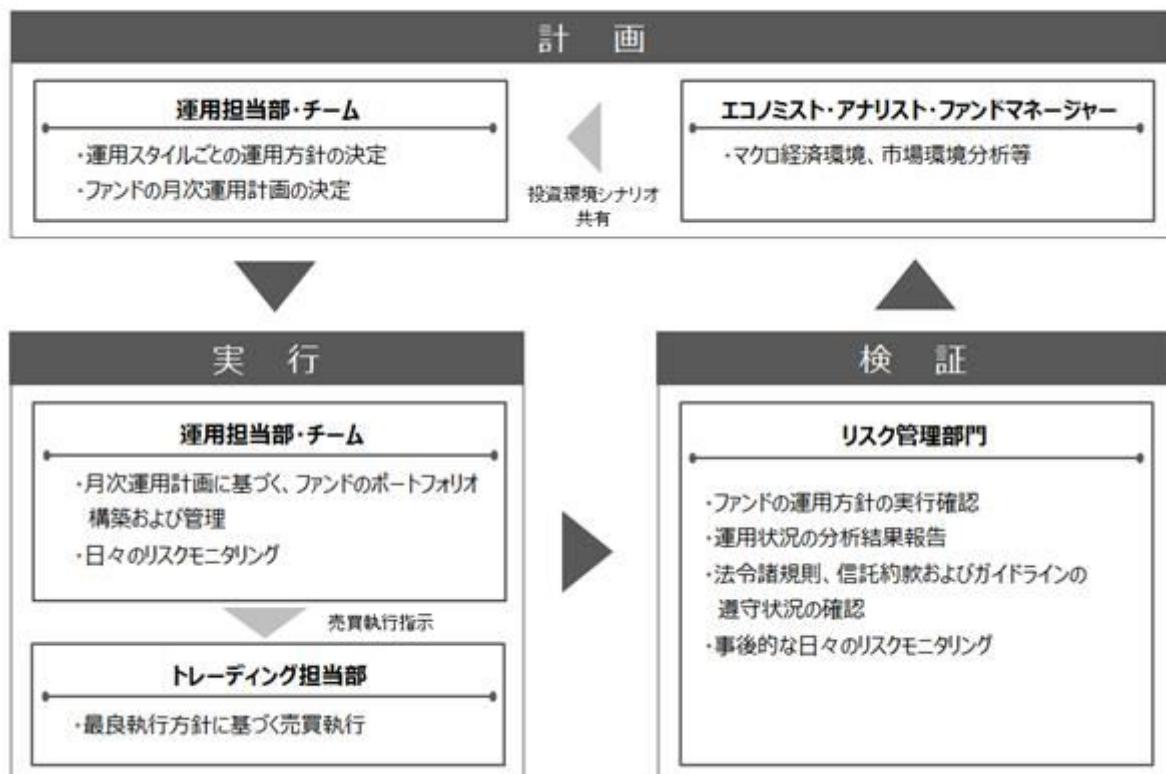 計　画
運用担当部・チーム
・運用スタイルごとの運用方針の決定
・ファンドの月次運用計画の決定
投資環境シナリオ
共有
エコノミスト・アナリスト・ファンドマネージャー
・マクロ経済環境、市場環境分析等
実　行
運用担当部・チーム
・月次運用計画に基づく、ファンドのポートフォリオ
構築および管理
・日々のリスクモニタリング
売買執行指示
トレーディング担当部
・最良執行方針に基づく売買執行
検　証
リスク管理部門
・ファンドの運用方針の実行確認
・運用状況の分析結果報告
・法令諸規則、信託約款およびガイドラインの
遵守状況の確認
・事後的な日々のリスクモニタリング